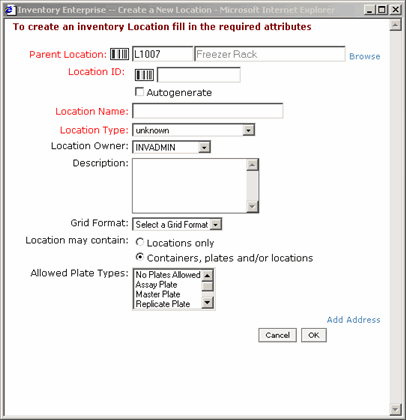 Inventory Enterprise -- Create a New Location - Microsoft Internet Explorer
To create an inventory Location fill in the required attributes
Parent Location: L1007 Freezer Rack Browse
Location ID:
Autogenerate
Location Name:
Location Type: unknown
Location Owner: INVADMIN
Description:
Grid Format: Select a Grid Format
Location may contain: Locations only
Containers, plates and/or locations
Allowed Plate Types: No Plates Allowed
Assay Plate
Master Plate
Replicate Plate
Add Address
Cancel OK